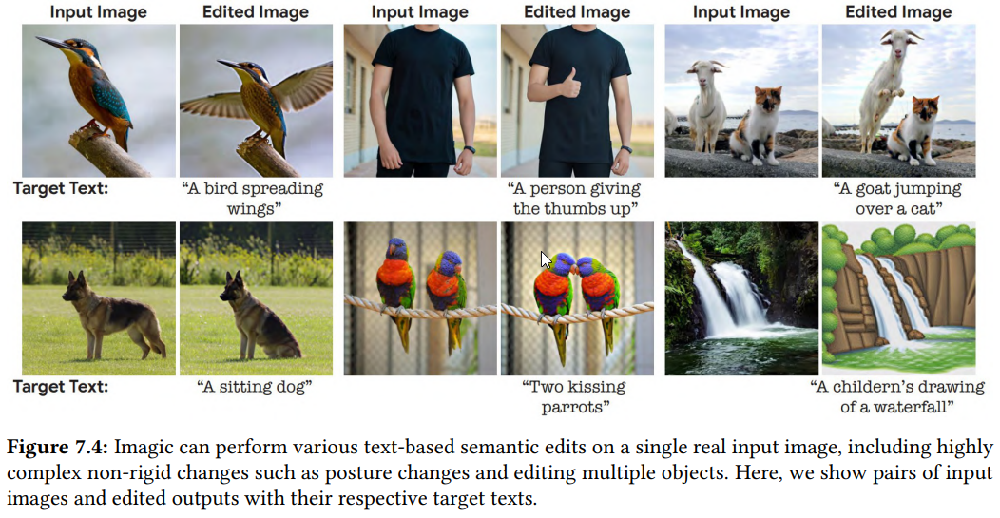 Input Image Edited Image Input Image Edited Image Input Image Edited Image
Target Text: “A bird spreading “A person giving “A goat jumping
wings” the thumbs up” over a cat”
Target Text: “A sitting dog” “Two kissing “A childern’s drawing
parrots” of a waterfall”
Figure 7.4: Imagic can perform various text-based semantic edits on a single real input image, including highly
complex non-rigid changes such as posture changes and editing multiple objects. Here, we show pairs of input
images and edited outputs with their respective target texts.